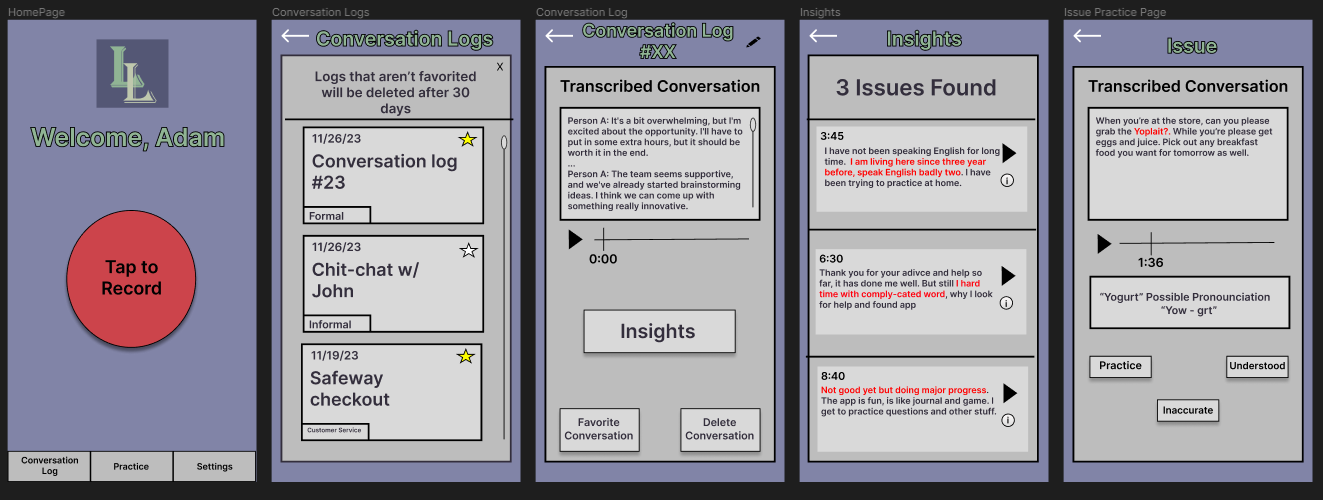 HomePage
LL
Welcome, Adam
Tap to
Record
Conversation
Log
Practice
Settings
Conversation Logs
Conversation Logs
X
Logs that aren't favorited
will be deleted after 30
days
11/26/23
Conversation log
#23
Formal
11/26/23
Chit-chat w/
John
Informal
11/19/23
Safeway
checkout
Customer Service
Conversation Log
Conversation Log
#XX
Transcribed Conversation
Person A: It's a bit overwhelming, but I'm
excited about the opportunity. I'll have to
put in some extra hours, but it should be
worth it in the end.
...
Person A: The team seems supportive,
and we've already started brainstorming
ideas. I think we can come up with
something really innovative.
0:00
Insights
Favorite
Conversation
Delete
Conversation
Insights
Insights
3 Issues Found
3:45
I have not been speaking English for long
time. I am living here since three year
before, speak English badly two. I have
been trying to practice at home.
6:30
Thank you for your adivce and help so
far, it has done me well. But still I hard
time with comply-cated word, why I look
for help and found app
8:40
Not good yet but doing major progress.
The app is fun, is like journal and game. I
get to practice questions and other stuff.
Issue Practice Page
Issue
Transcribed Conversation
When you're at the store, can you please
grab the Yoplait?. While you're please get
eggs and juice. Pick out any breakfast
food you want for tomorrow as well.
1:36
"Yogurt" Possible Pronounciation
"Yow - grt"
Practice
Understood
Inaccurate